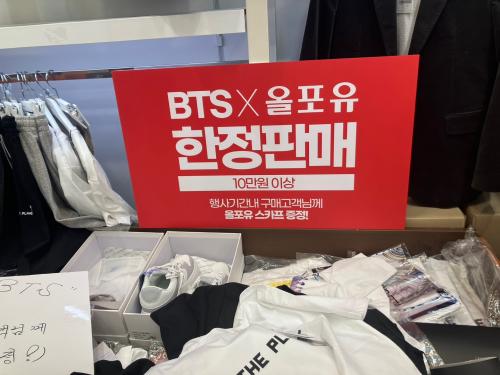 BTS X 올포유
한정판매
10만원 이상
행사기간내 구매고객님께
올포유 스카프 증정!
BTS
THE PL